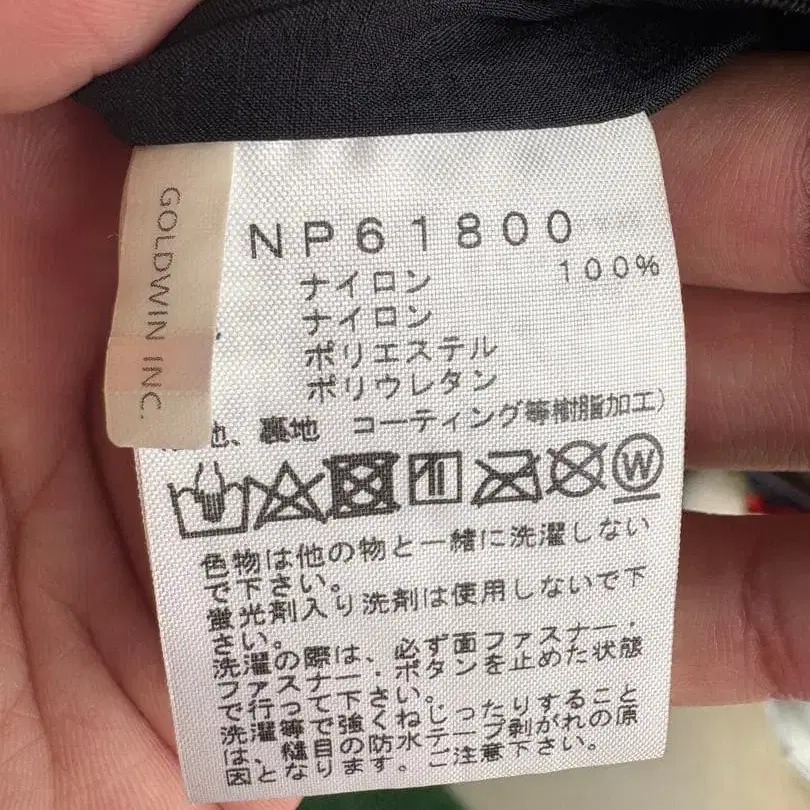 GOLDWIN INC.
NP61800
ナイロン 100%
ナイロン
ポリエステル
ポリウレタン
地、裏地 コーティング等樹脂加工）
W
色物は他の物と一緒に洗濯しない
で下さい。
蛍光剤入り洗剤は使用しないで下
さい。
洗濯の際は、必ず面ファスナー・
ファスナー・ボタンを止めた状態
で行って下さい。
洗濯等で強くねじったりすること
は、縫目の防水テープ剥がれの原
因となります。ご注意下さい。